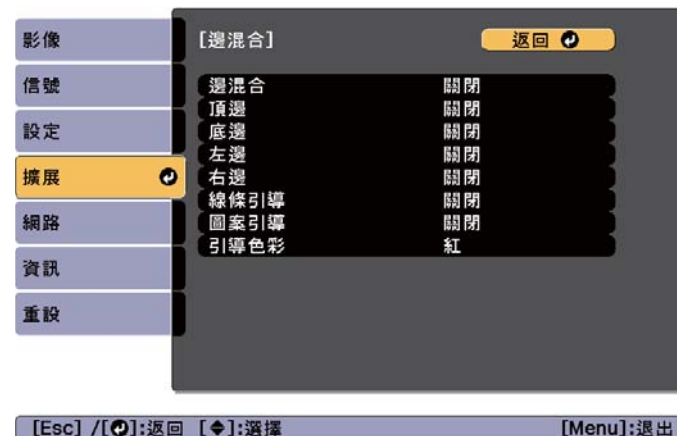 影像
信號
設定
擴展
網路
資訊
重設
[邊混合]
返回
邊混合 關閉
頂邊 關閉
底邊 關閉
左邊 關閉
右邊 關閉
線條引導 關閉
圖案引導 關閉
引導色彩 紅
[Esc] /[⏎]:返回 [◆]:選擇 [Menu]:退出